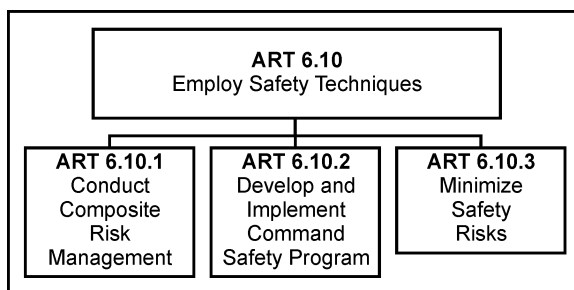 ART 6.10
Employ Safety Techniques
ART 6.10.1
Conduct
Composite
Risk
Management
ART 6.10.2
Develop and
Implement
Command
Safety Program
ART 6.10.3
Minimize
Safety
Risks